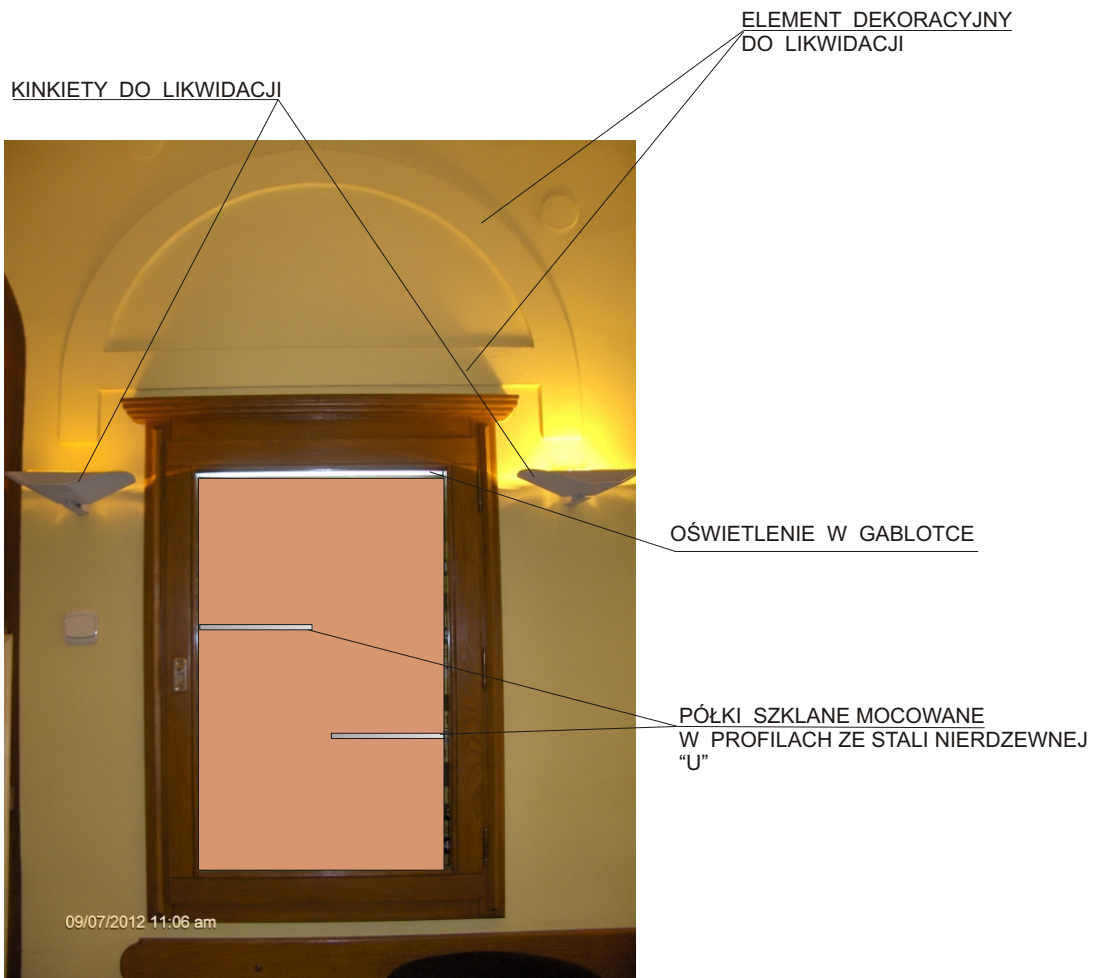 ELEMENT DEKORACYJNY
DO LIKWIDACJI
KINKIETY DO LIKWIDACJI
OŚWIETLENIE W GABLOTCE
PÓŁKI SZKLANE MOCOWANE
W PROFILACH ZE STALI NIERDZEWNEJ
“U”
09/07/2012 11:06 am